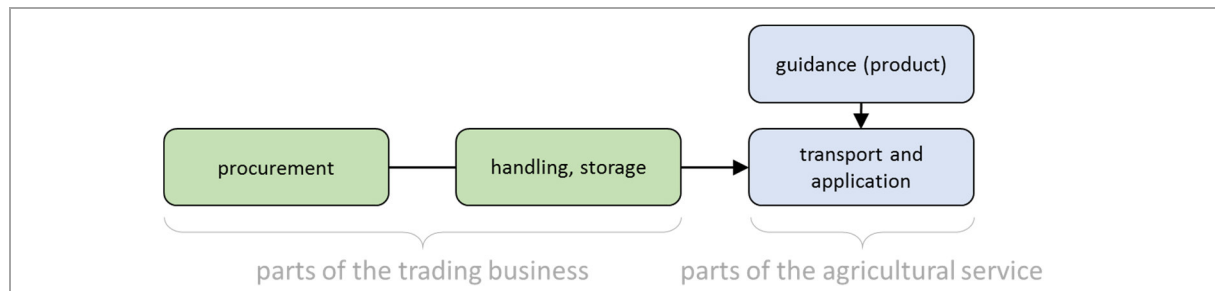 guidance (product)
procurement
handling, storage
transport and
application
parts of the trading business
parts of the agricultural service